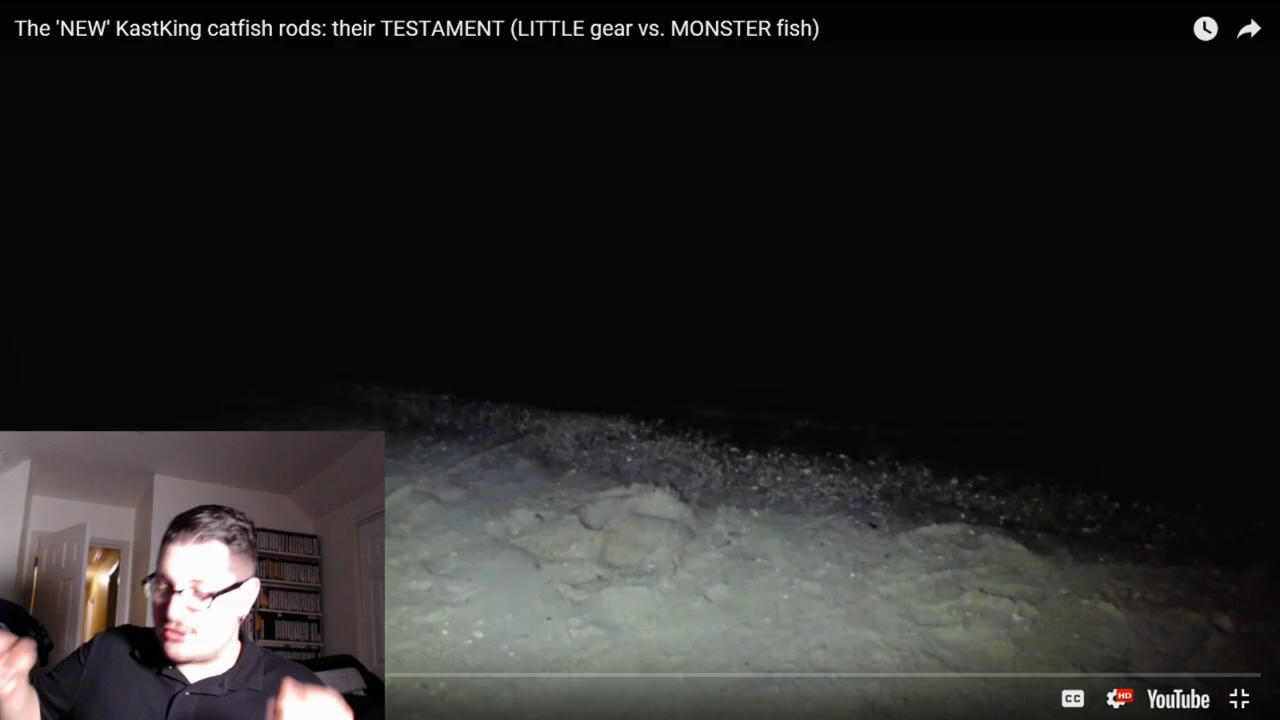 The 'NEW' KastKing catfish rods: their TESTAMENT (LITTLE gear vs. MONSTER fish)
CC
HD
YouTube